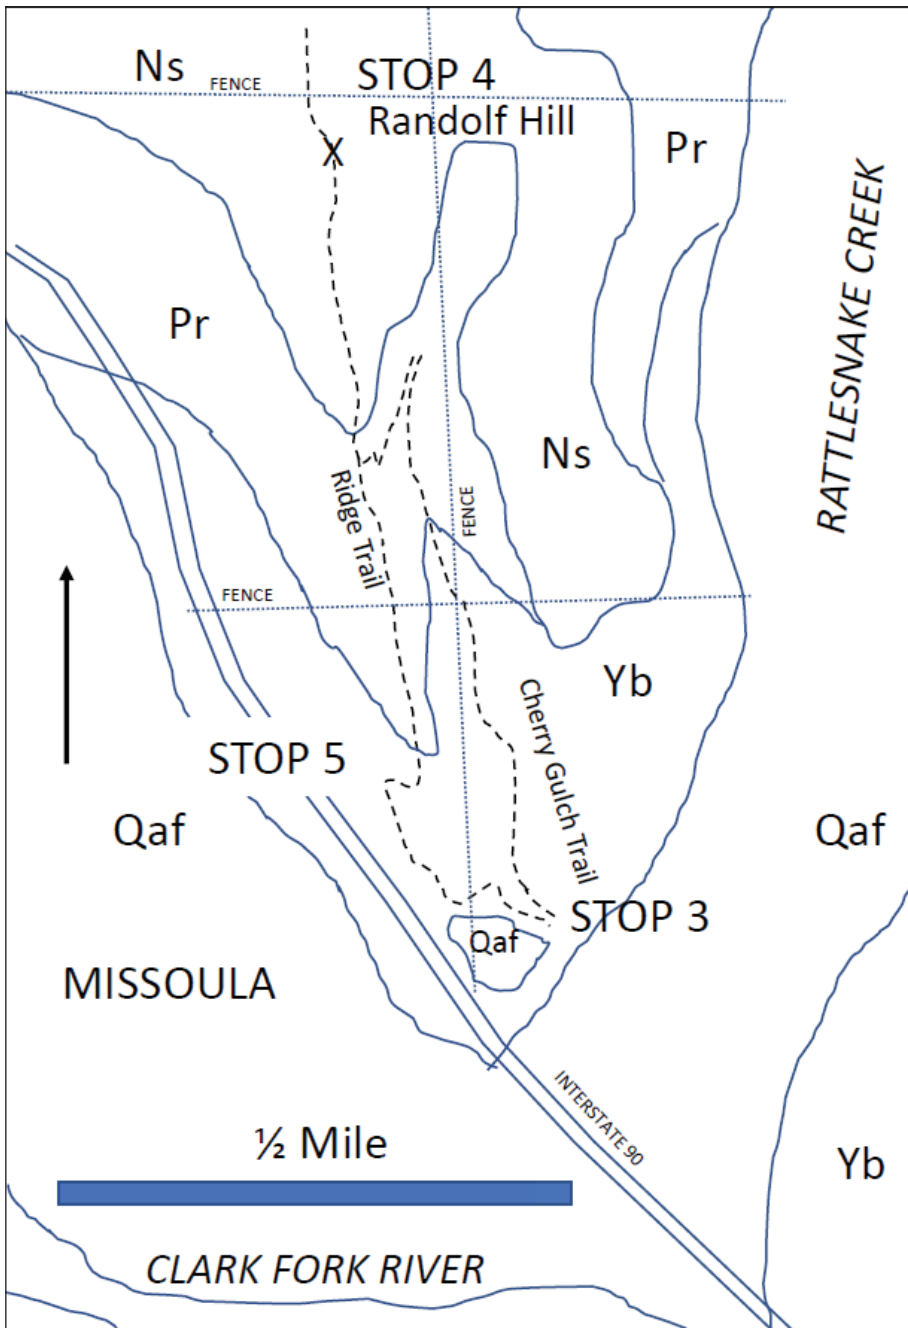 Ns
FENCE
STOP 4
Randolf Hill
X
Pr
RATTLESNAKE CREEK
Pr
Ns
Ridge Trail
FENCE
FENCE
Yb
Cherry Gulch Trail
STOP 5
Qaf
Qaf
STOP 3
Qaf
MISSOULA
INTERSTATE 90
½ Mile
Yb
CLARK FORK RIVER